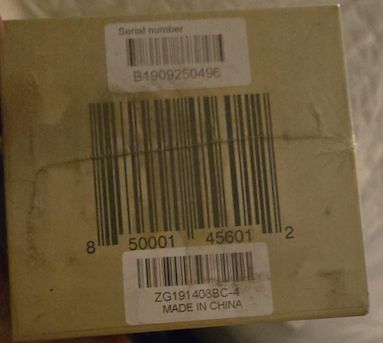 Serial number
B1909250496
8 50001 45601 2
ZG191408BC-4
MADE IN CHINA